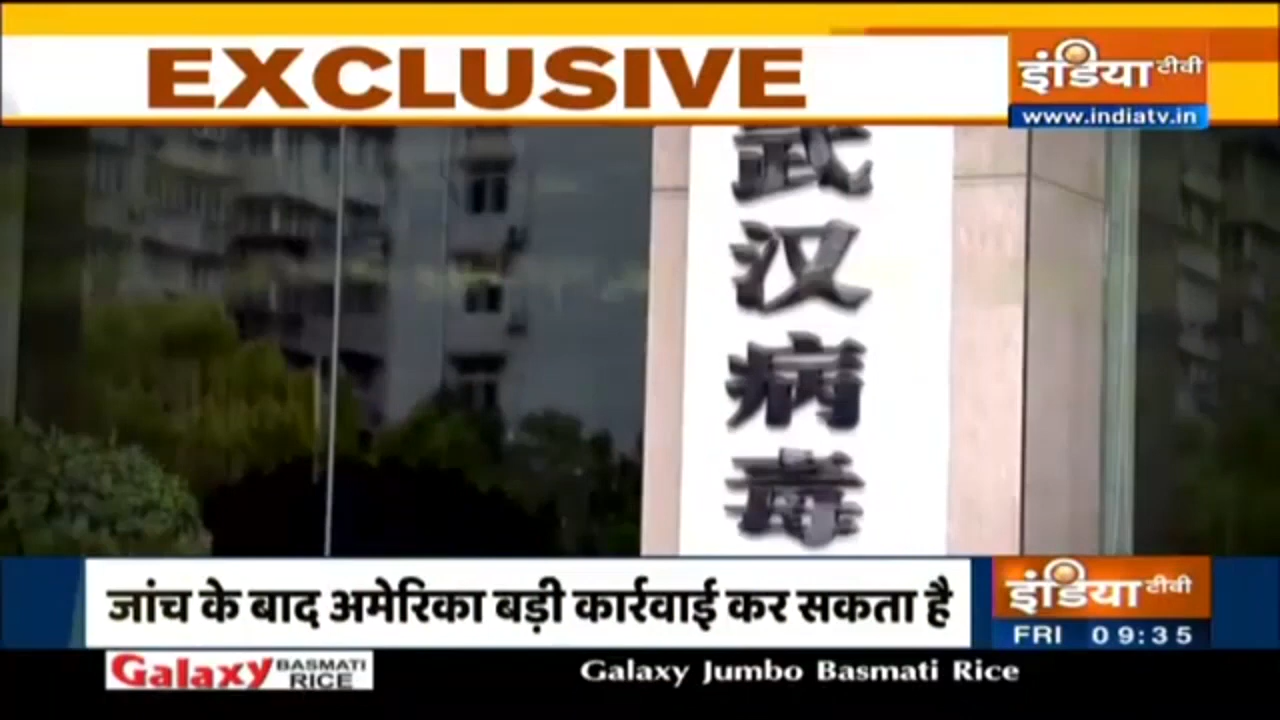 EXCLUSIVE
इंडिया टीवी
www.indiatv.in
武
汉
病
毒
जांच के बाद अमेरिका बड़ी कार्रवाई कर सकता है
इंडिया टीवी
FRI 09:35
Galaxy BASMATI RICE
Galaxy Jumbo Basmati Rice